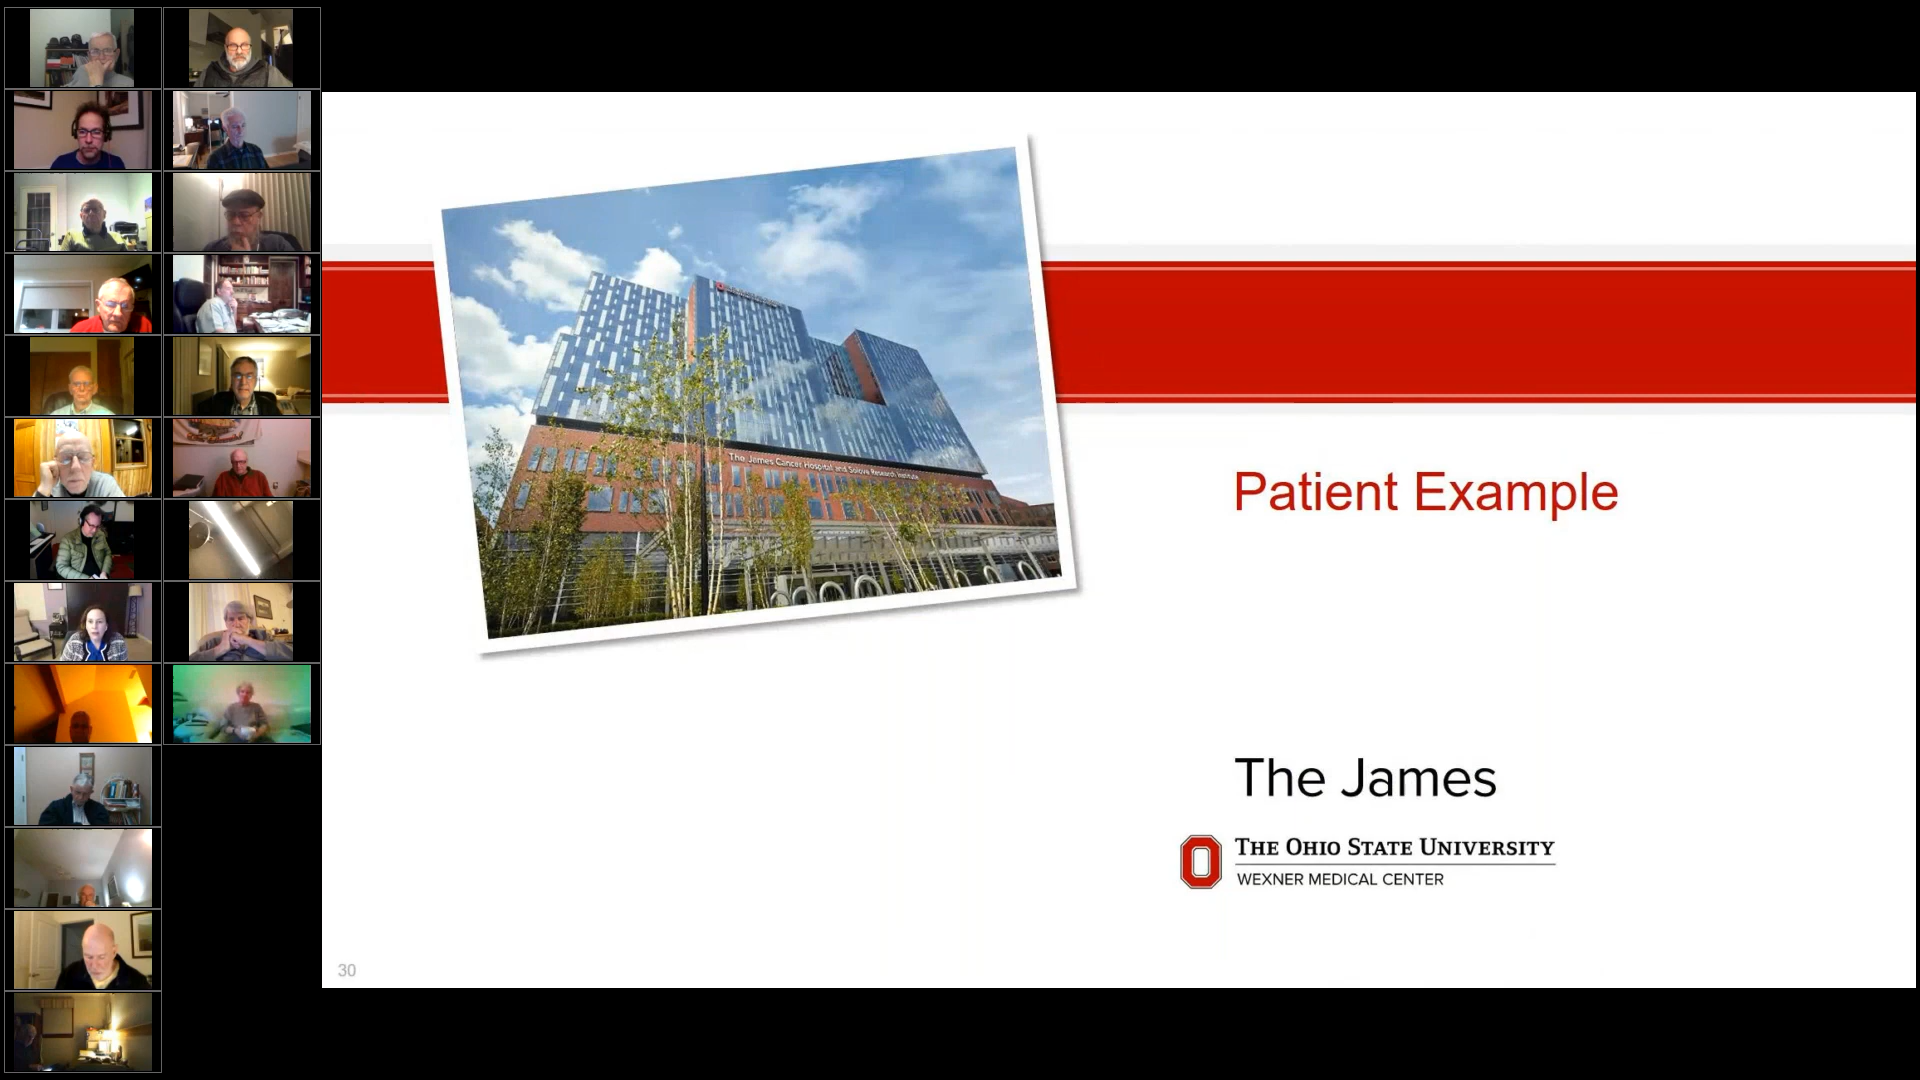 The James Cancer Hospital and Solove Research Institute
Patient Example
The James
THE OHIO STATE UNIVERSITY
WEXNER MEDICAL CENTER
30